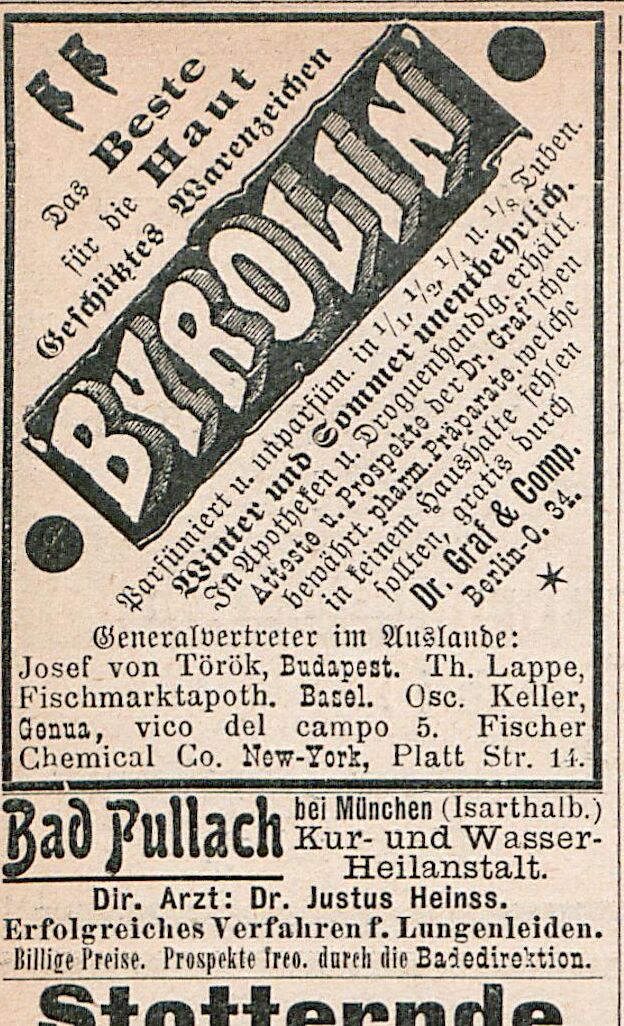 Das Beste
für die Haut
Geschütztes Warenzeichen
BYROLIN
Parfümiert u. unparfüm. in 1/1, 1/2, 1/4 u. 1/8 Tuben.
Winter und Sommer unentbehrlich.
In Apotheken u. Droguenhandlg. erhältl.
Atteste u. Prospekte der Dr. Graf'schen
bewährt. pharm. Präparate, welche
in keinem Haushalte fehlen
sollten, gratis durch
Dr. Graf & Comp.
Berlin-O. 34.
Generalvertreter im Auslande:
Josef von Török, Budapest. Th. Lappe,
Fischmarktapoth. Basel. Osc. Keller,
Genua, vico del campo 5. Fischer
Chemical Co. New-York, Platt Str. 14.
Bad Pullach
bei München (Isarthalb.)
Kur- und Wasser-
Heilanstalt.
Dir. Arzt: Dr. Justus Heinss.
Erfolgreiches Verfahren f. Lungenleiden.
Billige Preise. Prospekte frco. durch die Badedirektion.
Stotternde